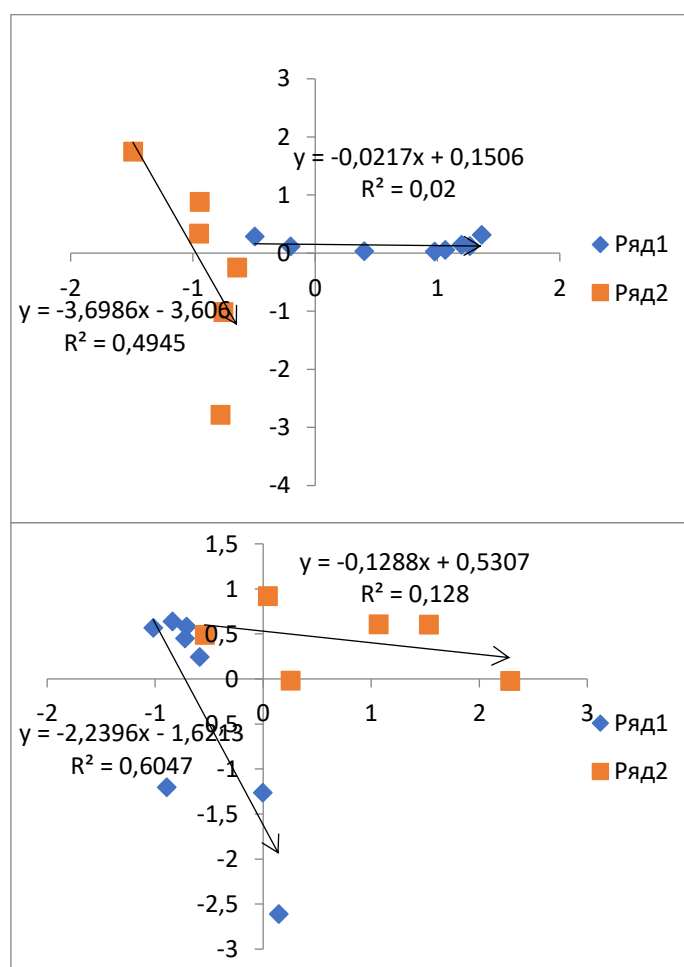 3
2
y = -0,0217x + 0,1506
R² = 0,02
1
0
-2 -1 0 1 2
Ряд1
Ряд2
y = -3,6986x - 3,606
R² = 0,4945
-1
-2
-3
-4
1,5
y = -0,1288x + 0,5307
R² = 0,128
1
0,5
0
-2 -1 0 1 2 3
-0,5
y = -2,2396x - 1,6213
R² = 0,6047
Ряд1
Ряд2
-1
-1,5
-2
-2,5
-3